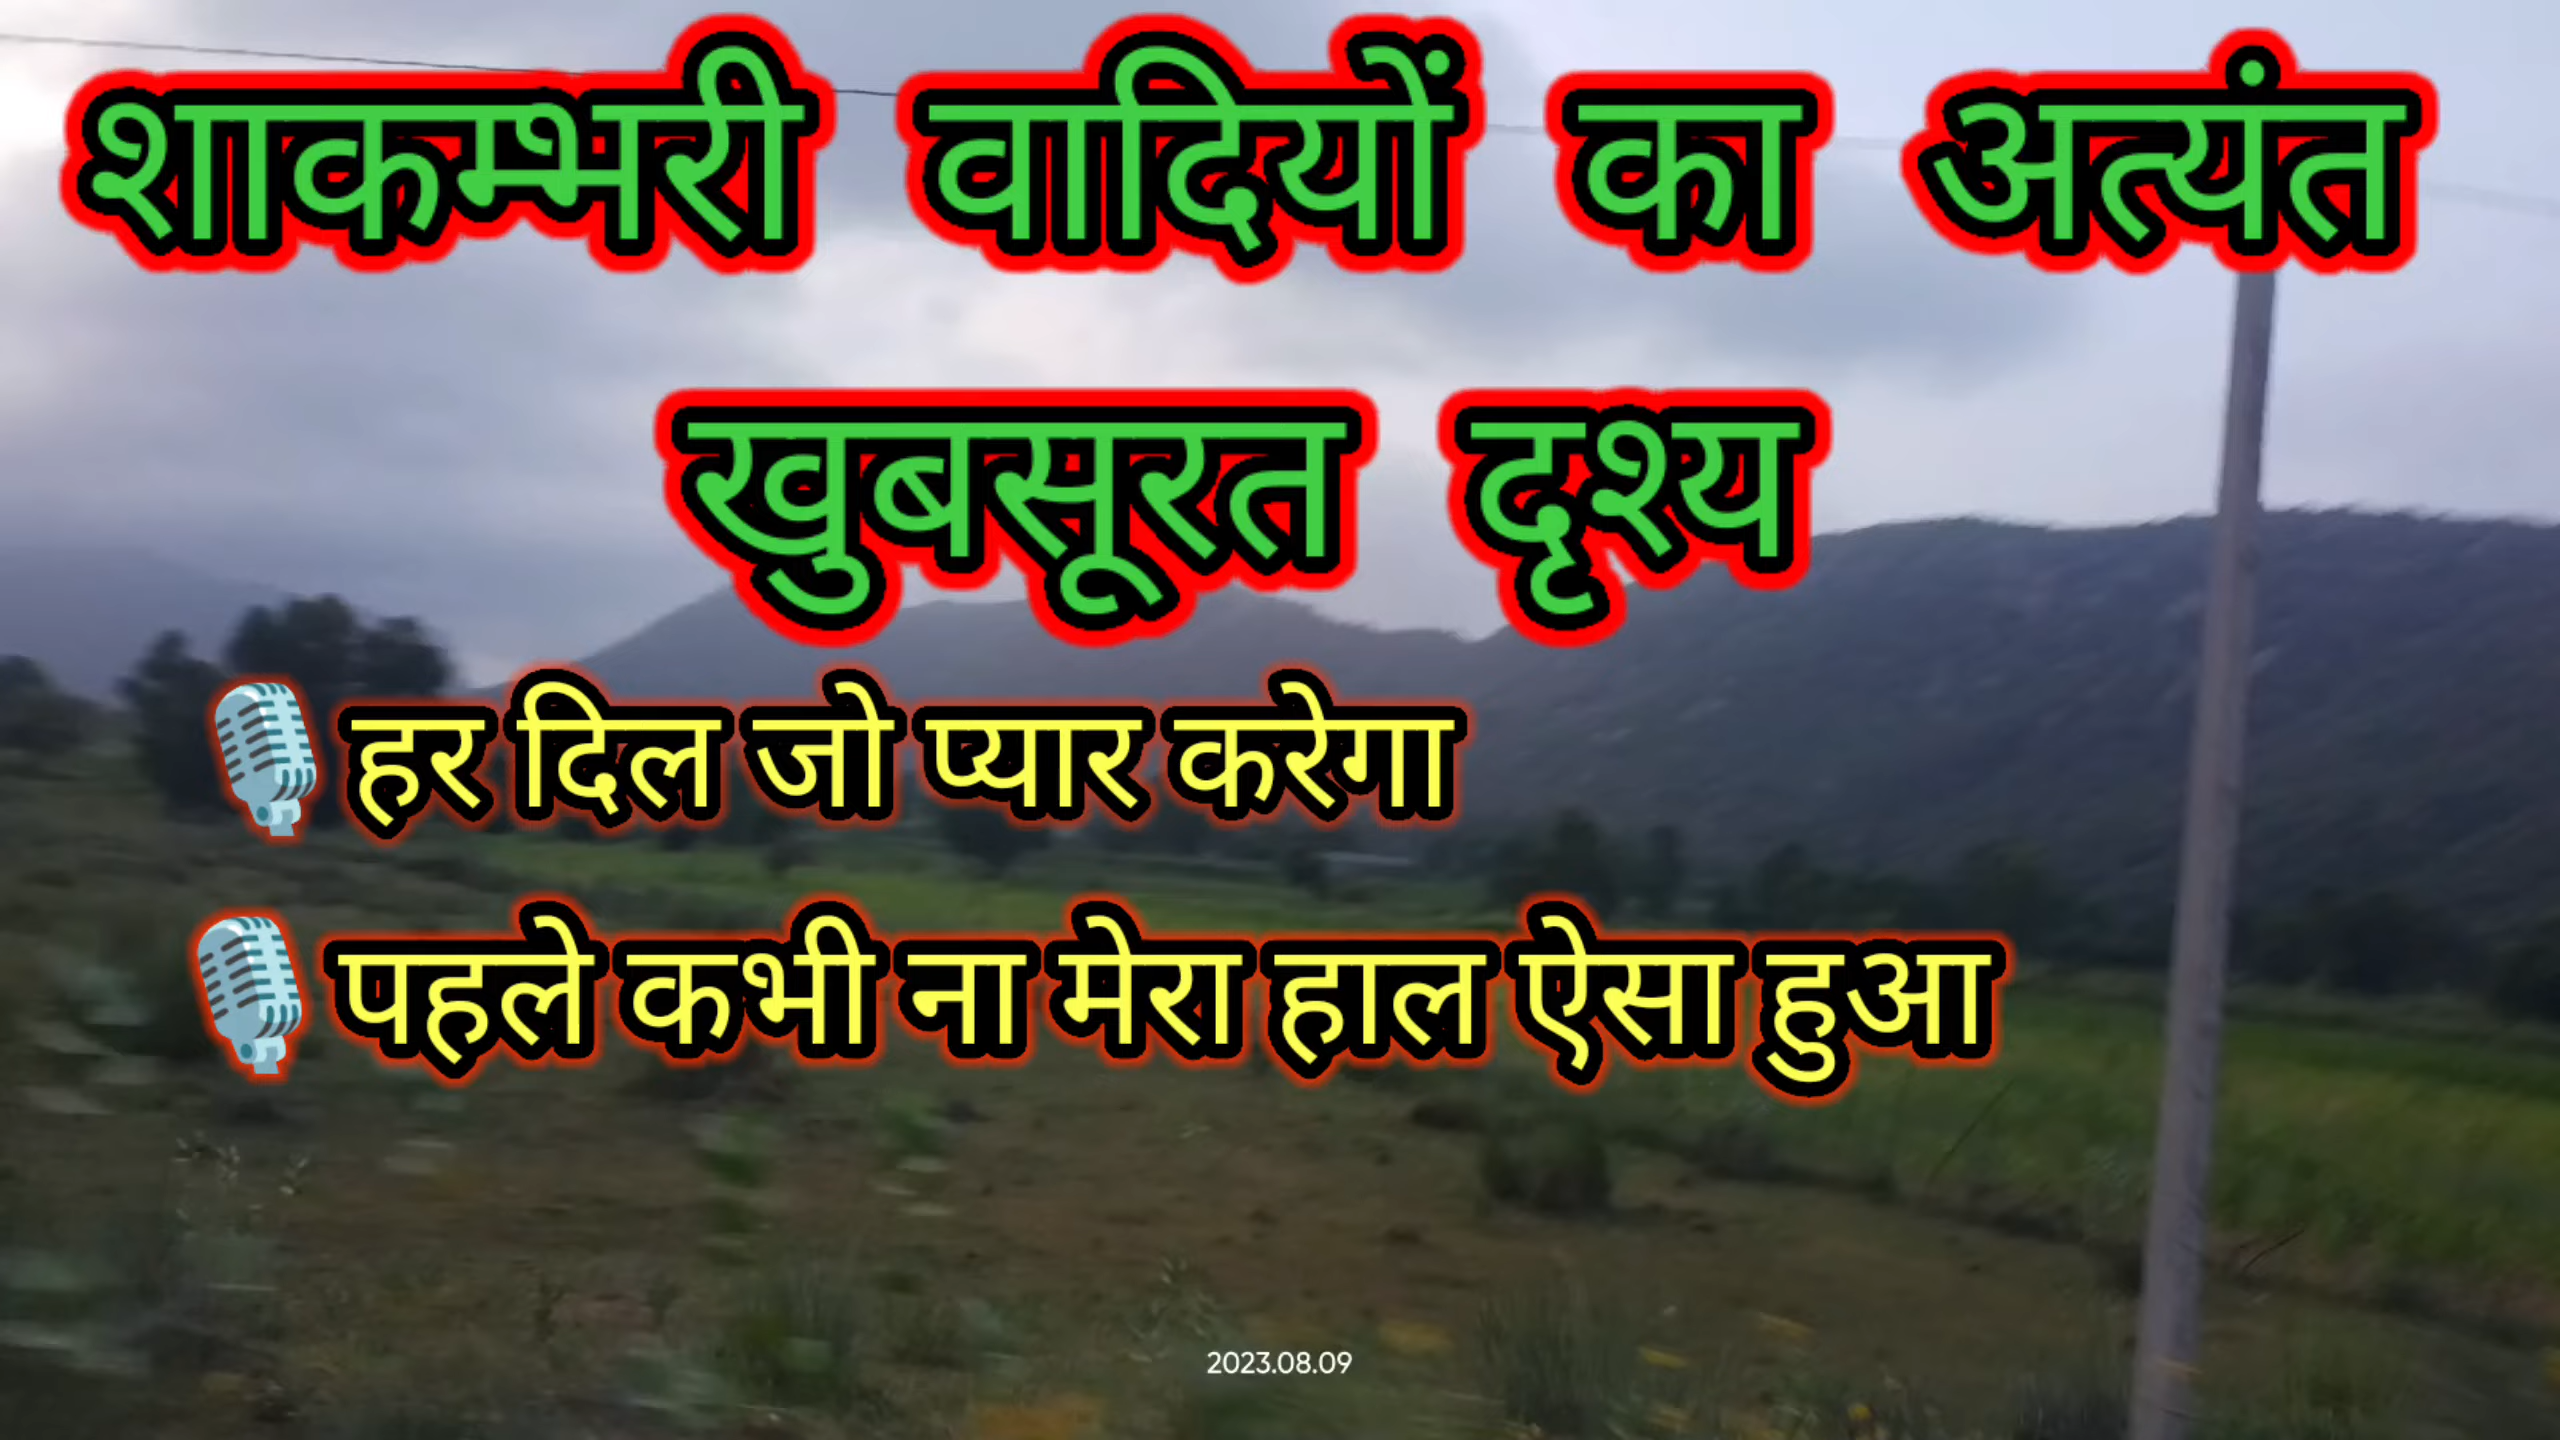 शाकम्भरी वादियों का अत्यंत
खुबसूरत दृश्य
🎙️हर दिल जो प्यार करेगा
🎙️पहले कभी ना मेरा हाल ऐसा हुआ
2023.08.09